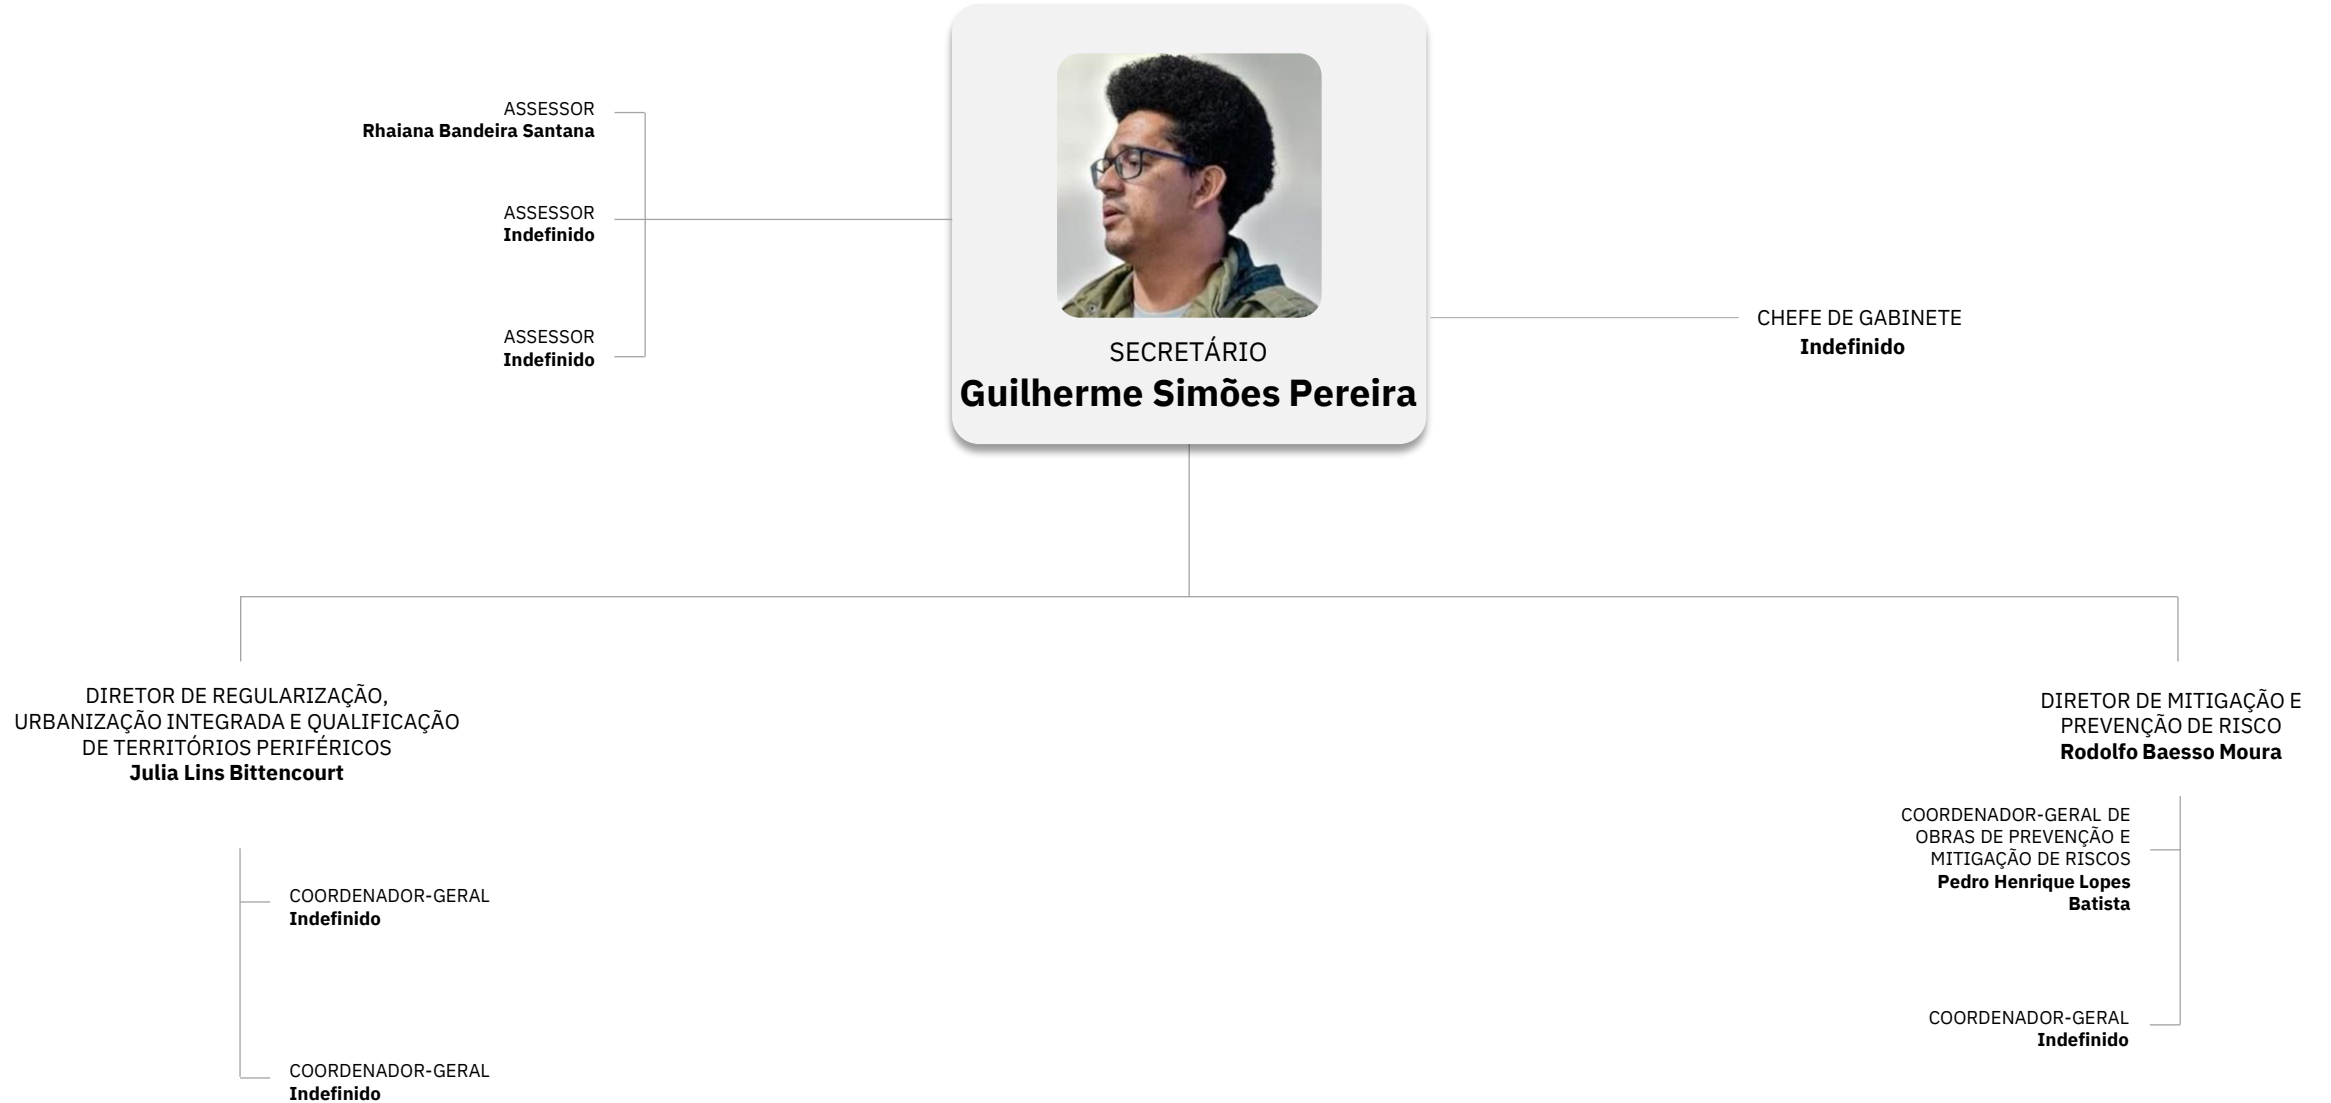 ASSESSOR
Rhaiana Bandeira Santana
ASSESSOR
Indefinido
ASSESSOR
Indefinido
SECRETÁRIO
Guilherme Simões Pereira
CHEFE DE GABINETE
Indefinido
DIRETOR DE REGULARIZAÇÃO,
URBANIZAÇÃO INTEGRADA E QUALIFICAÇÃO
DE TERRITÓRIOS PERIFÉRICOS
Julia Lins Bittencourt
COORDENADOR-GERAL
Indefinido
COORDENADOR-GERAL
Indefinido
DIRETOR DE MITIGAÇÃO E
PREVENÇÃO DE RISCO
Rodolfo Baesso Moura
COORDENADOR-GERAL DE
OBRAS DE PREVENÇÃO E
MITIGAÇÃO DE RISCOS
Pedro Henrique Lopes
Batista
COORDENADOR-GERAL
Indefinido